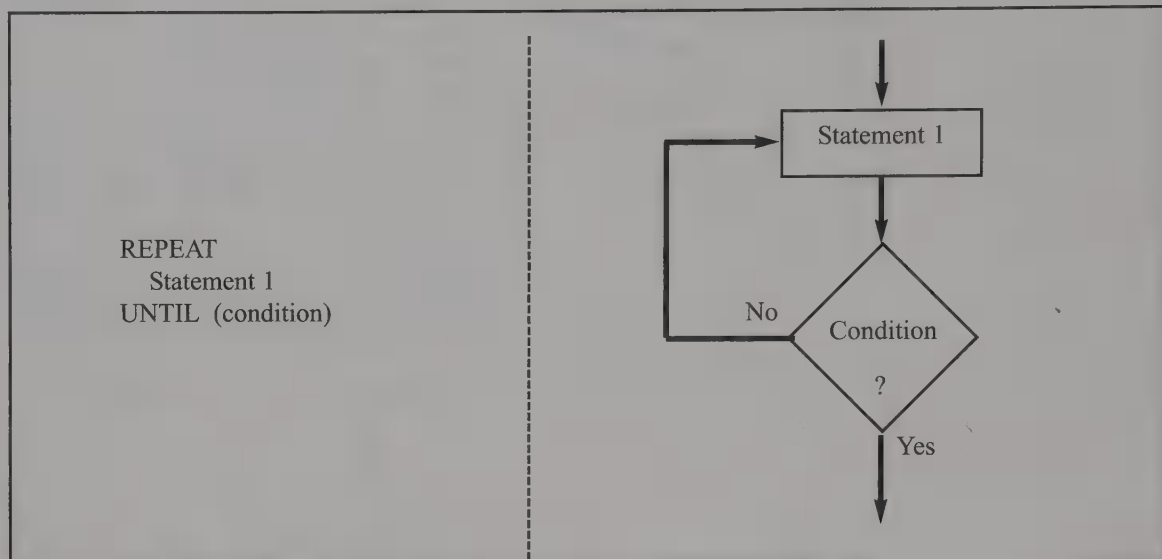 REPEAT
Statement 1
UNTIL (condition)
Statement 1
No
Condition
?
Yes